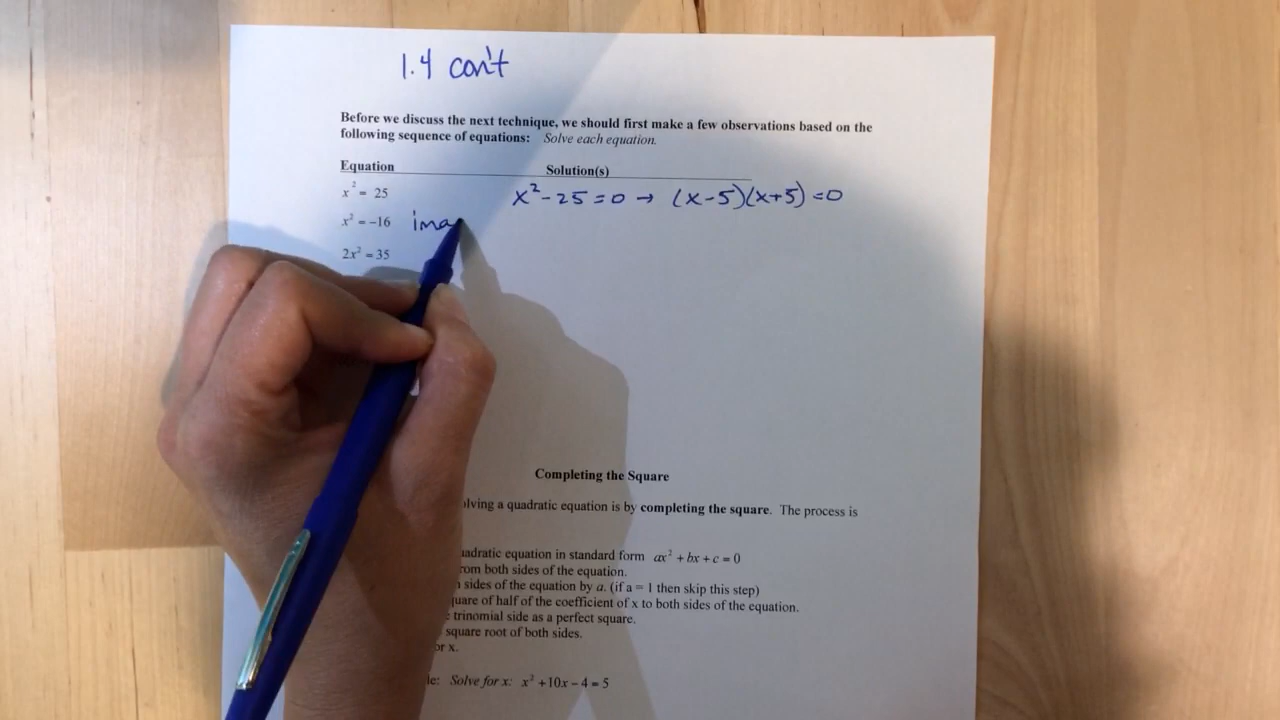 1.4 con't
Before we discuss the next technique, we should first make a few observations based on the
following sequence of equations: Solve each equation.
Equation Solution(s)
x² = 25 x²-25=0 → (x-5)(x+5)=0
x² = -16 ima
2x² = 35
Completing the Square
lving a quadratic equation is by completing the square. The process is
uadratic equation in standard form ax² + bx + c = 0
rom both sides of the equation.
sides of the equation by a. (if a = 1 then skip this step)
uare of half of the coefficient of x to both sides of the equation.
trinomial side as a perfect square.
square root of both sides.
or x.
le: Solve for x: x² +10x – 4 = 5